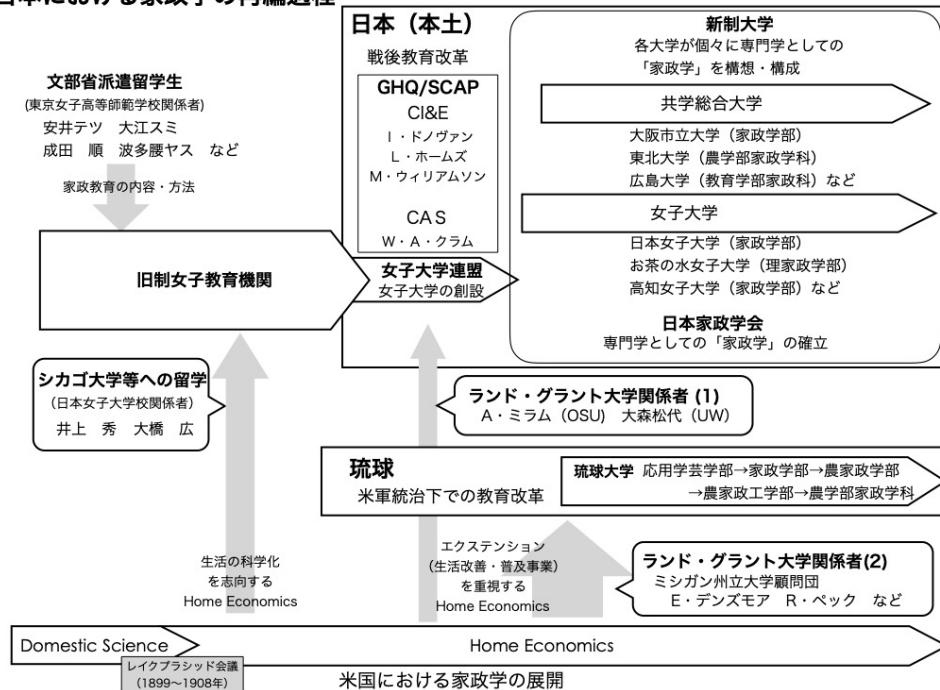 日本における家政学の再編過程
文部省派遣留学生
(東京女子高等師範学校関係者)
安井テツ 大江スミ
成田 順 波多腰ヤス など
家政教育の内容・方法
旧制女子教育機関
日本（本土）
戦後教育改革
GHQ/SCAP
CI&E
I・ドノヴァン
L・ホームズ
M・ウィリアムソン
CAS
W・A・クラム
女子大学連盟
女子大学の創設
新制大学
各大学が個々に専門学としての
「家政学」を構想・構成
共学総合大学
大阪市立大学（家政学部）
東北大学（農学部家政学科）
広島大学（教育学部家政科）など
女子大学
日本女子大学（家政学部）
お茶の水女子大学（理家政学部）
高知女子大学（家政学部）など
日本家政学会
専門学としての「家政学」の確立
シカゴ大学等への留学
（日本女子大学校関係者）
井上 秀 大橋 広
ランド・グラント大学関係者 (1)
A・ミラム（OSU） 大森松代（UW）
琉球
米軍統治下での教育改革
琉球大学 応用学芸学部→家政学部→農家政学部
→農家政工学部→農学部家政学科
生活の科学化
を志向する
Home Economics
エクステンション
（生活改善・普及事業）
を重視する
Home Economics
ランド・グラント大学関係者(2)
ミシガン州立大学顧問団
E・デンズモア R・ペック など
Domestic Science
Home Economics
レイクプラシッド会議
（1899〜1908年）
米国における家政学の展開